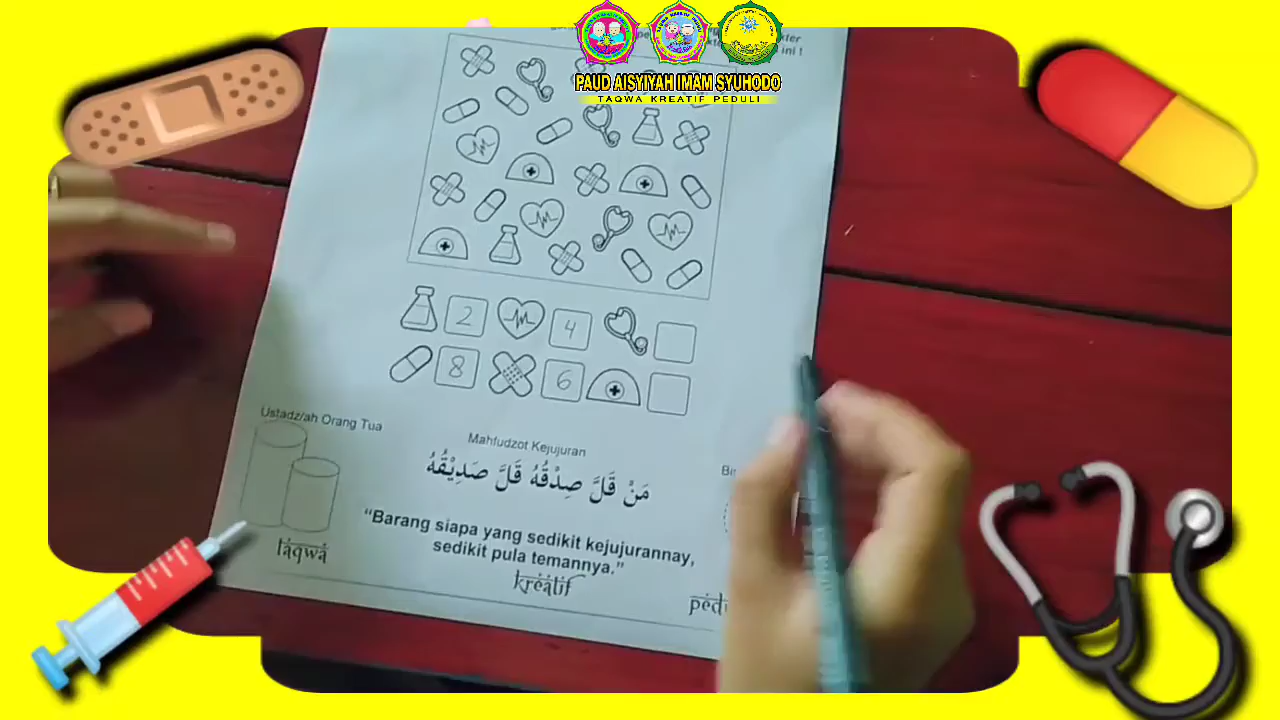 PAUD AISYIYAH IMAM SYUHODO
TAQWA KREATIF PEDULI
ini !
2
4
8
6
Ustadz/ah Orang Tua
Mahfudzot Kejujuran
مَنْ قَلَّ صِدْقُهُ قَلَّ صَدِيْقُهُ
“Barang siapa yang sedikit kejujurannay,
sedikit pula temannya.”
taqwa
kreatif